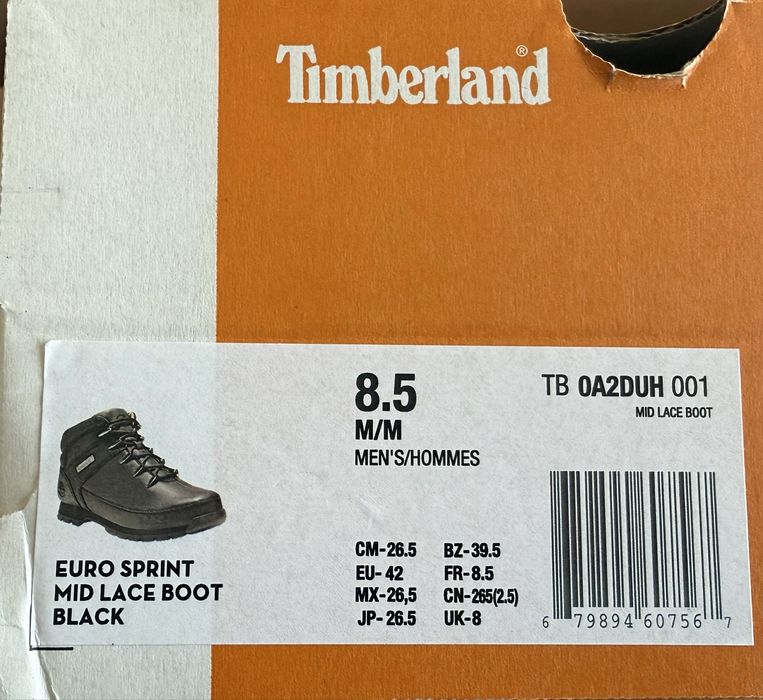 Timberland®
8.5
M/M
MEN'S/HOMMES
TB 0A2DUH 001
MID LACE BOOT
EURO SPRINT
MID LACE BOOT
BLACK
CM-26.5 BZ-39.5
EU- 42 FR-8.5
MX-26,5 CN-265(2.5)
JP- 26.5 UK-8
6 79894 60756 7